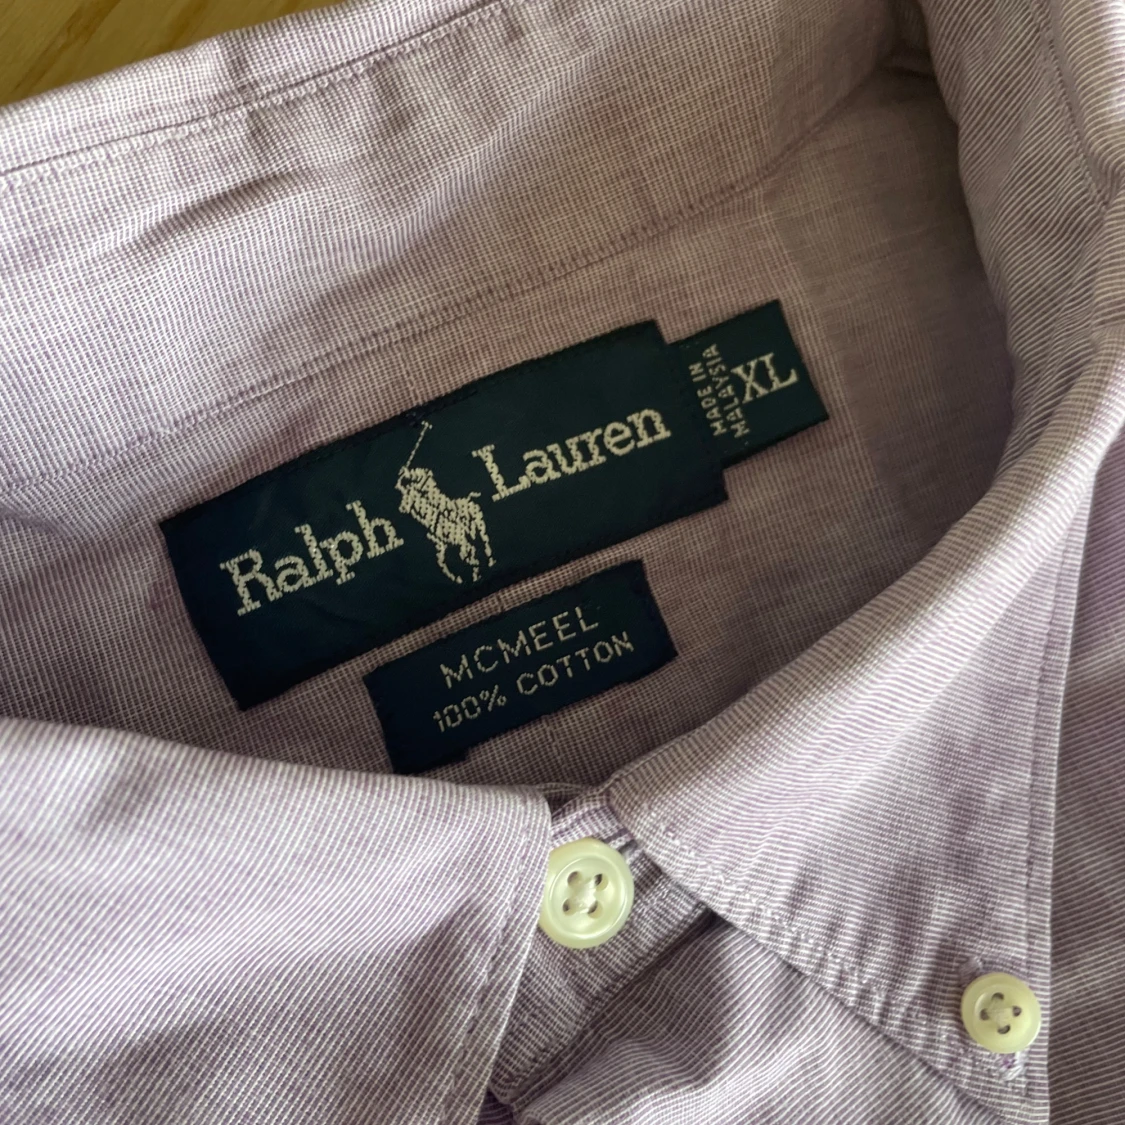 Ralph Lauren
MADE IN
MALAYSIA
XL
MCMEEL
100% COTTON